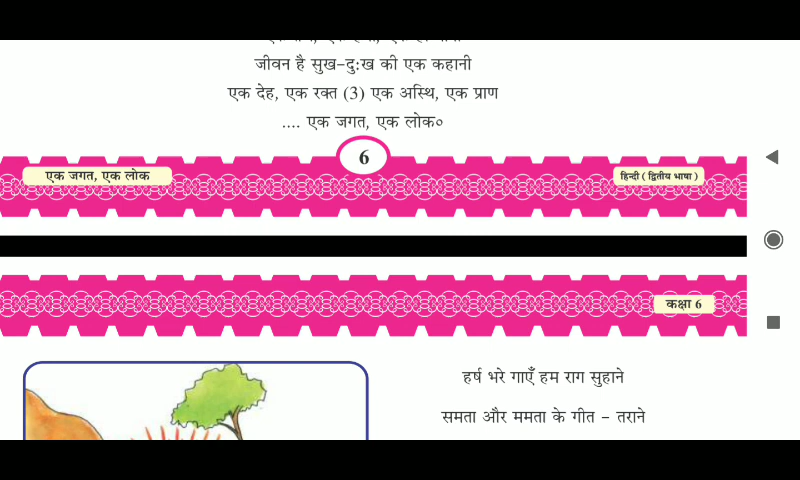 जीवन है सुख-दुःख की एक कहानी
एक देह, एक रक्त (3) एक अस्थि, एक प्राण
.... एक जगत, एक लोक०
6
एक जगत, एक लोक
हिन्दी ( द्वितीय भाषा )
कक्षा 6
हर्ष भरे गाएँ हम राग सुहाने
समता और ममता के गीत - तराने